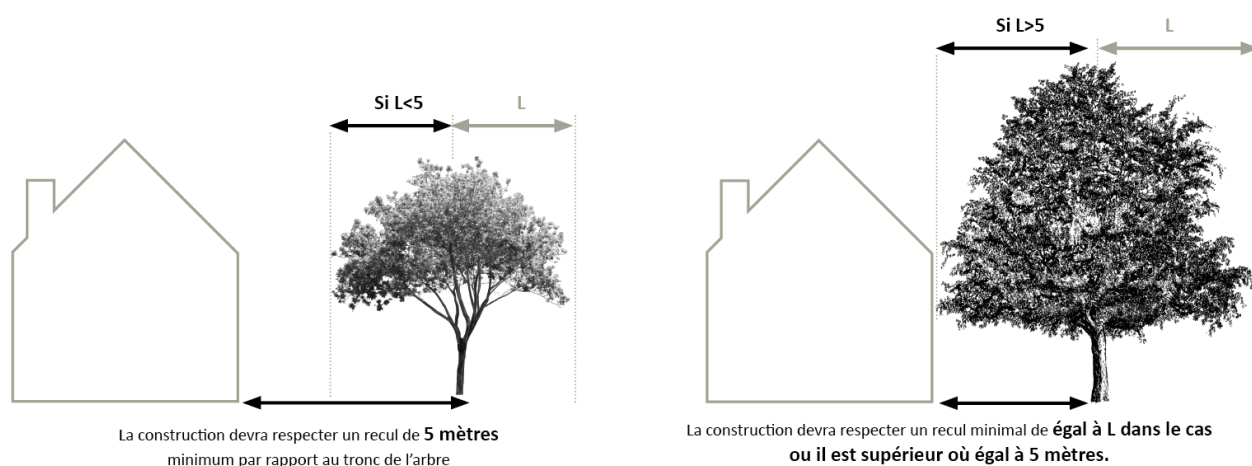 Si L<5
L
La construction devra respecter un recul de 5 mètres
minimum par rapport au tronc de l'arbre
Si L>5
L
La construction devra respecter un recul minimal de égal à L dans le cas
ou il est supérieur où égal à 5 mètres.